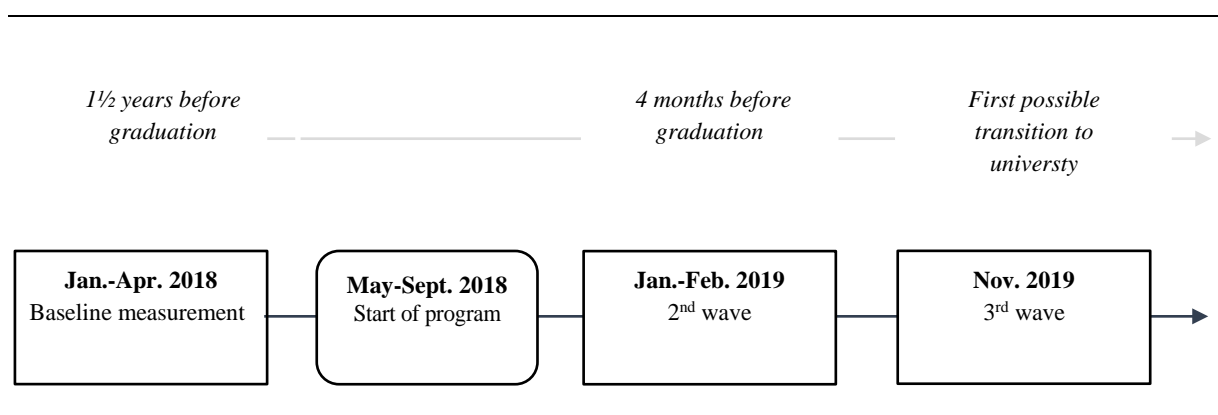 1½ years before
graduation
4 months before
graduation
First possible
transition to
universty
Jan.-Apr. 2018
Baseline measurement
May-Sept. 2018
Start of program
Jan.-Feb. 2019
2nd wave
Nov. 2019
3rd wave